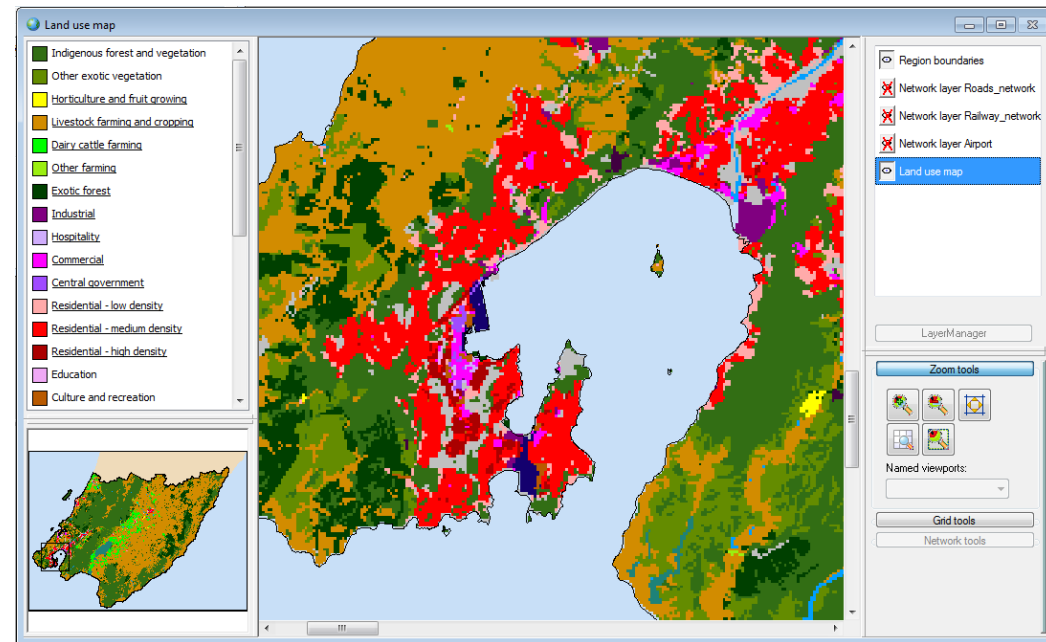 Land use map
Indigenous forest and vegetation
Other exotic vegetation
Horticulture and fruit growing
Livestock farming and cropping
Dairy cattle farming
Other farming
Exotic forest
Industrial
Hospitality
Commercial
Central government
Residential - low density
Residential - medium density
Residential - high density
Education
Culture and recreation
Region boundaries
Network layer Roads_network
Network layer Railway_network
Network layer Airport
Land use map
LayerManager
Zoom tools
Named viewports:
Grid tools
Network tools